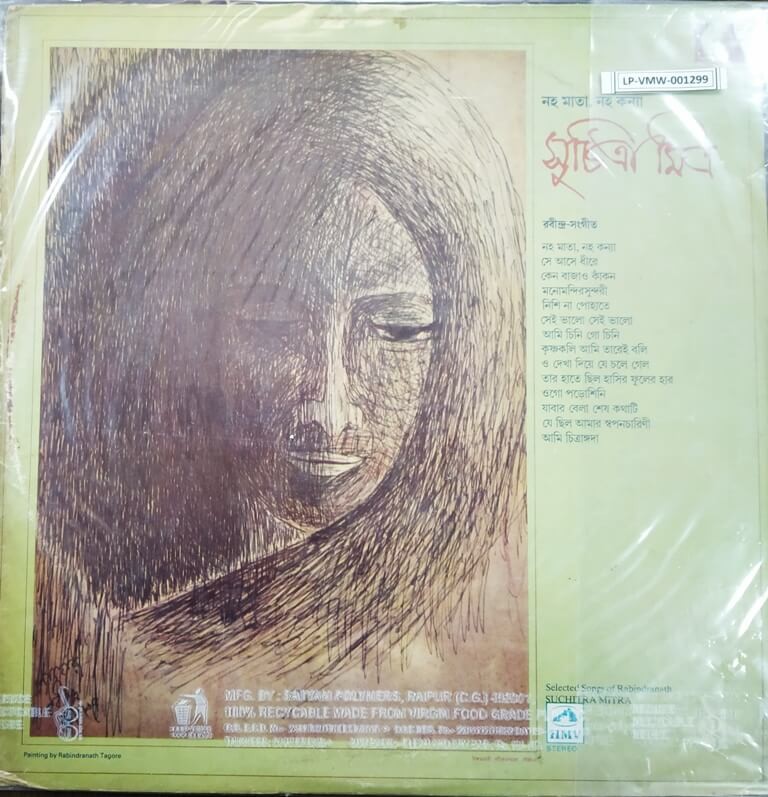 LP-VMW-001299
নহ মাতা, নহ কন্যা
সুচিত্রা মিত্র
রবীন্দ্র-সংগীত
নহ মাতা, নহ কন্যা
সে আসে ধীরে
কেন বাজাও কাঁকন
মনোমন্দিরসুন্দরী
নিশি না পোহাতে
সেই ভালো সেই ভালো
আমি চিনি গো চিনি
কৃষ্ণকলি আমি তারেই বলি
ও দেখা দিয়ে যে চলে গেল
তার হাতে ছিল হাসির ফুলের হার
ওগো পড়োশিনি
যাবার বেলা শেষ কথাটি
যে ছিল আমার স্বপনচারিণী
আমি চিত্রাঙ্গদা
Selected Songs of Rabindranath
SUCHITRA MITRA
MFG. BY : SATYAM POLYMERS, RAIPUR (C.G.)
100% RECYCABLE MADE FROM VIRGIN FOOD GRADE
HMV
STEREO
Painting by Rabindranath Tagore